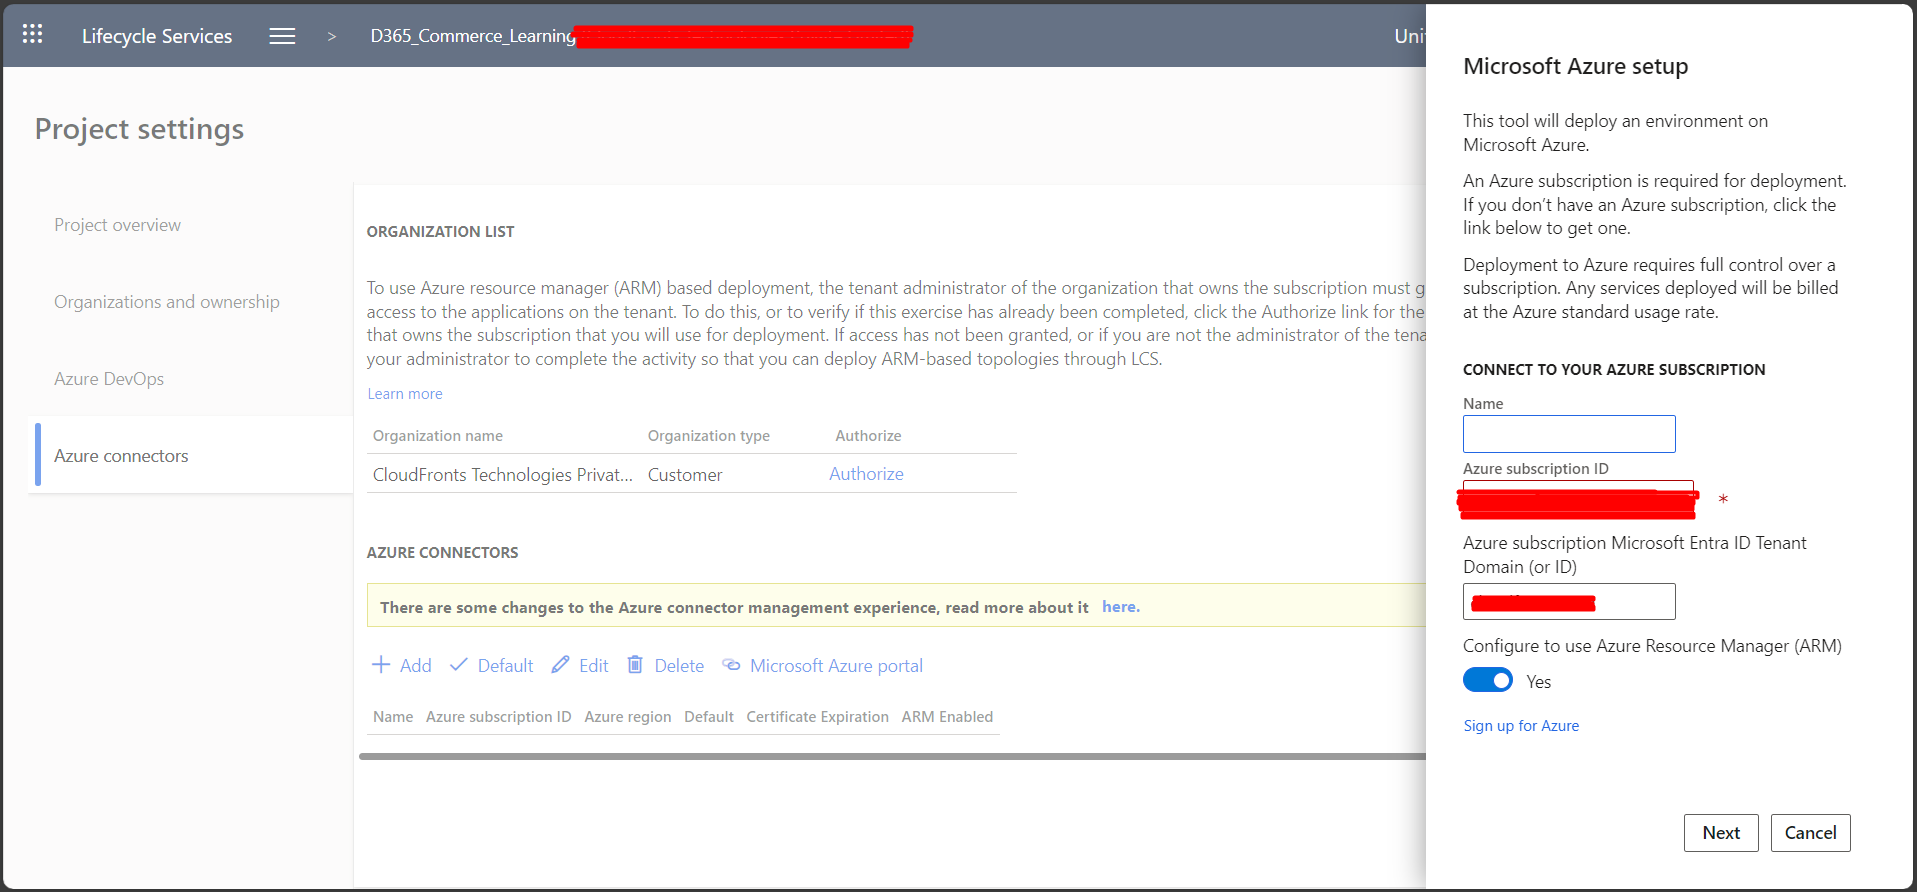 Lifecycle Services
>
D365_Commerce_Learning
Project settings
Project overview
Organizations and ownership
Azure DevOps
Azure connectors
ORGANIZATION LIST
To use Azure resource manager (ARM) based deployment, the tenant administrator of the organization that owns the subscription must
access to the applications on the tenant. To do this, or to verify if this exercise has already been completed, click the Authorize link for the
that owns the subscription that you will use for deployment. If access has not been granted, or if you are not the administrator of the
your administrator to complete the activity so that you can deploy ARM-based topologies through LCS.
Learn more
Organization name Organization type Authorize
CloudFronts Technologies Privat... Customer Authorize
AZURE CONNECTORS
There are some changes to the Azure connector management experience, read more about it here.
Add Default Edit Delete Microsoft Azure portal
Name Azure subscription ID Azure region Default Certificate Expiration ARM Enabled
Microsoft Azure setup
This tool will deploy an environment on
Microsoft Azure.
An Azure subscription is required for deployment.
If you don’t have an Azure subscription, click the
link below to get one.
Deployment to Azure requires full control over a
subscription. Any services deployed will be billed
at the Azure standard usage rate.
CONNECT TO YOUR AZURE SUBSCRIPTION
Name
Azure subscription ID
*
Azure subscription Microsoft Entra ID Tenant
Domain (or ID)
Configure to use Azure Resource Manager (ARM)
Yes
Sign up for Azure
Next Cancel